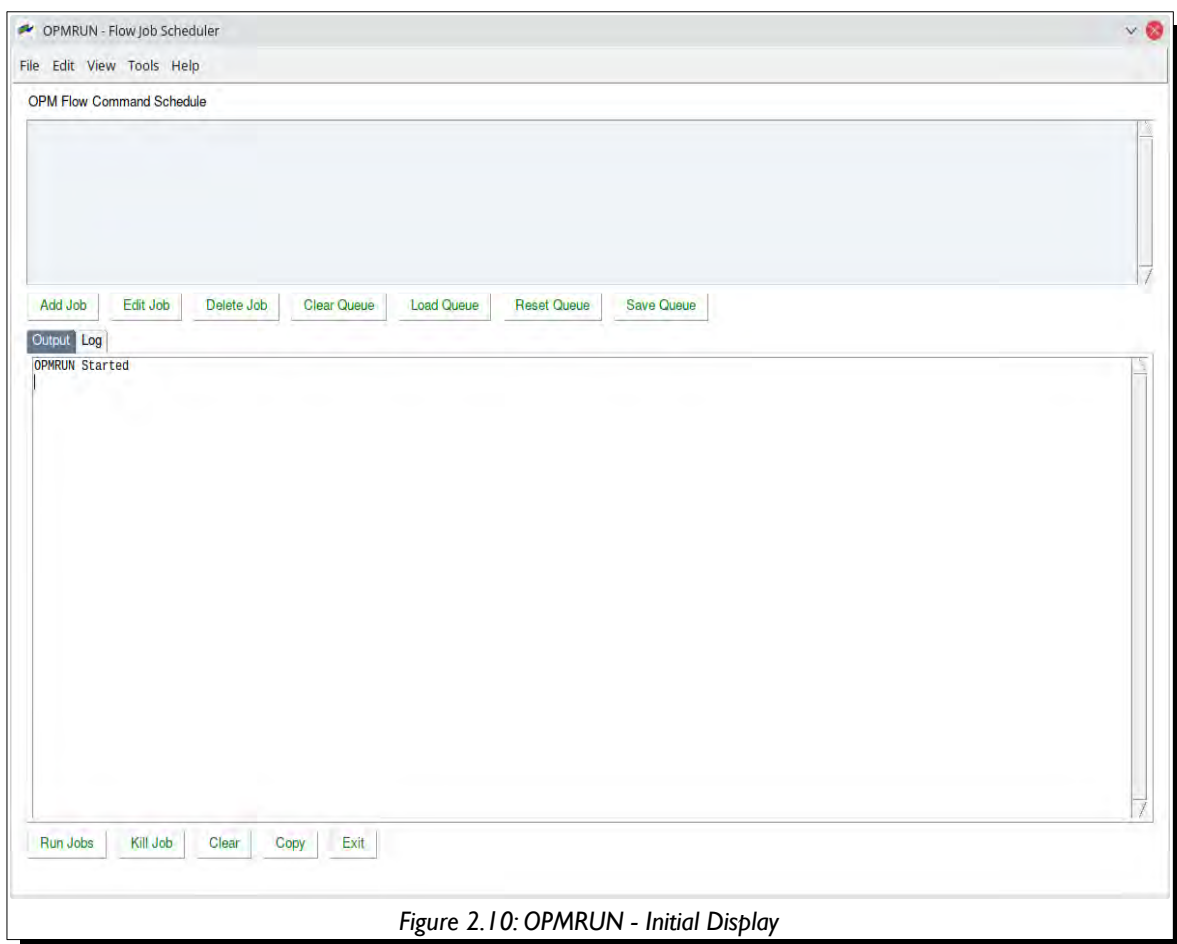 OPMRUN - Flow Job Scheduler
File Edit View Tools Help
OPM Flow Command Schedule
Add Job Edit Job Delete Job Clear Queue Load Queue Reset Queue Save Queue
Output Log
OPMRUN Started
Run Jobs Kill Job Clear Copy Exit
Figure 2.10: OPMRUN - Initial Display